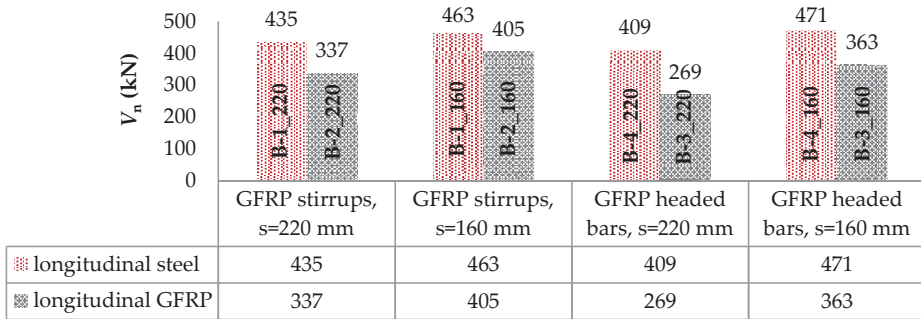 500
400
300
200
100
0
Vn (kN)
435
337
463
405
409
269
471
363
B-1_220
B-2_220
B-1_160
B-2_160
B-4_220
B-3_220
B-4_160
B-3_160
GFRP stirrups, s=220 mm
GFRP stirrups, s=160 mm
GFRP headed bars, s=220 mm
GFRP headed bars, s=160 mm
longitudinal steel 435 463 409 471
longitudinal GFRP 337 405 269 363